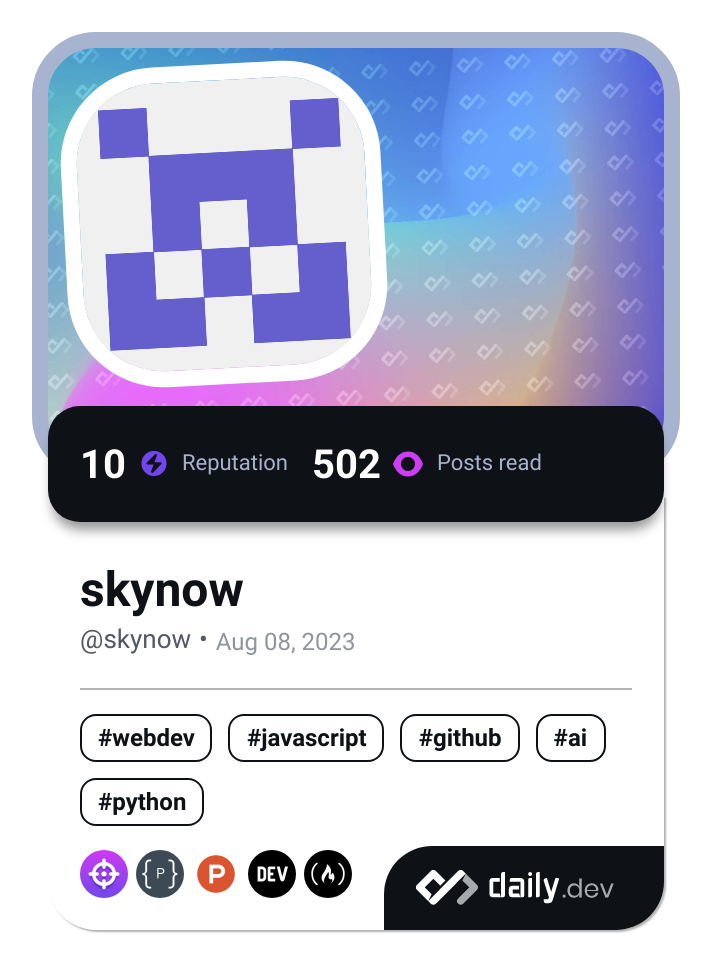 10 Reputation 502 Posts read
skynow
@skynow • Aug 08, 2023
#webdev #javascript #github #ai
#python
{P} P DEV
daily.dev